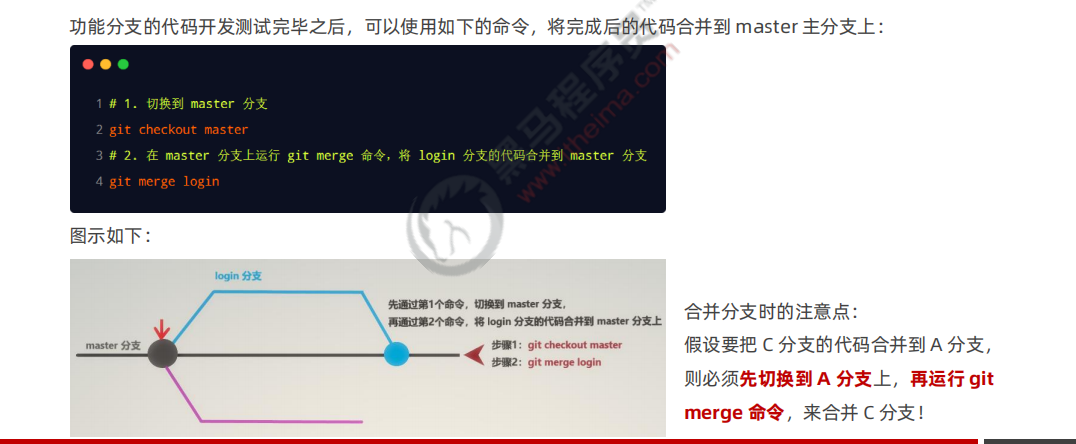 功能分支的代码开发测试完毕之后，可以使用如下的命令，将完成后的代码合并到 master 主分支上：
1 # 1. 切换到 master 分支
2 git checkout master
3 # 2. 在 master 分支上运行 git merge 命令，将 login 分支的代码合并到 master 分支
4 git merge login
黑马程序员
www.itheima.com
图示如下：
login 分支
先通过第1个命令，切换到 master 分支，
再通过第2个命令，将 login 分支的代码合并到 master 分支上
master 分支
步骤1：git checkout master
步骤2：git merge login
合并分支时的注意点：
假设要把 C 分支的代码合并到 A 分支，
则必须先切换到 A 分支上，再运行 git
merge 命令，来合并 C 分支！